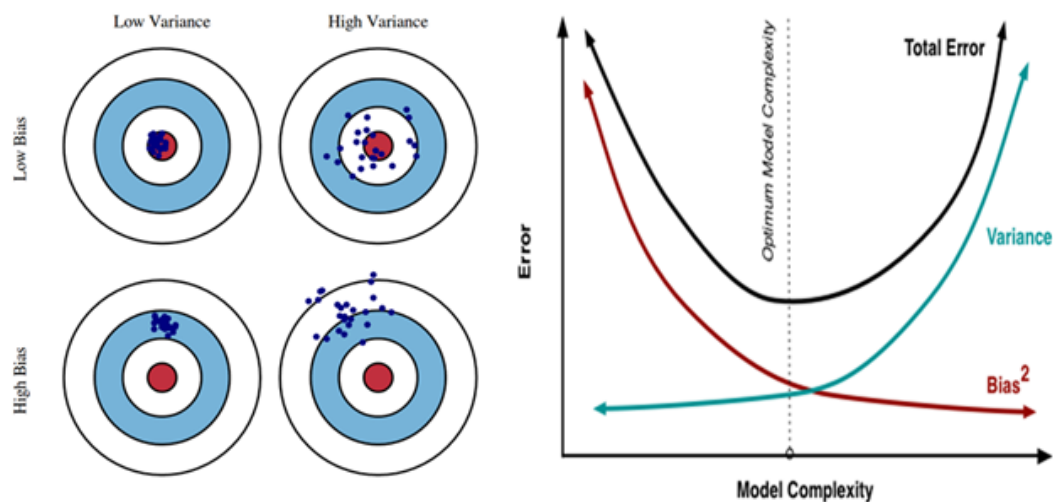 Low Variance
High Variance
Low Bias
High Bias
Error
Optimum Model Complexity
Total Error
Variance
Bias²
Model Complexity